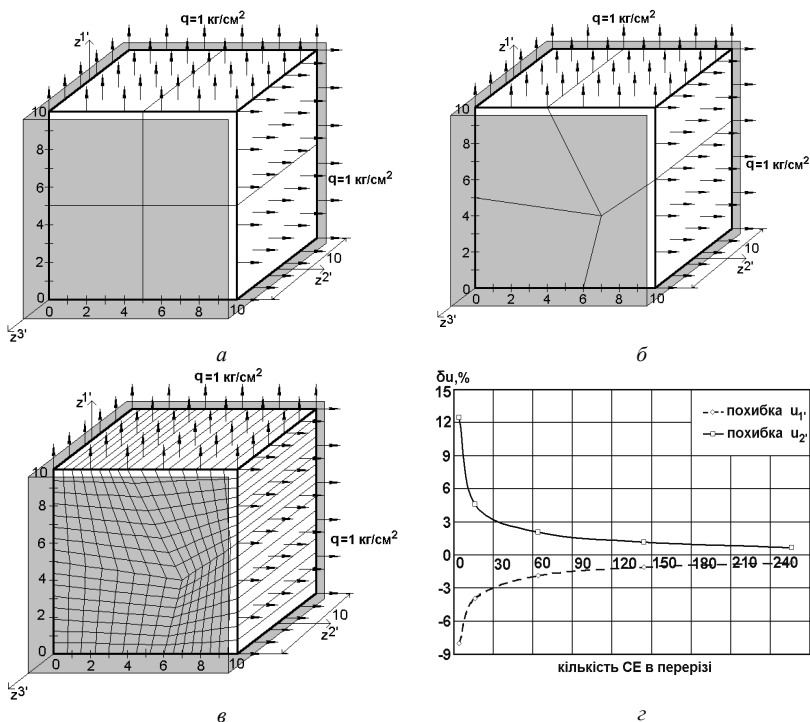 q=1 кг/см²
z¹'
10
8
6
4
2
0
0 2 4 6 8 10
10
z²'
z³'
q=1 кг/см²
а
q=1 кг/см²
z¹'
10
8
6
4
2
0
0 2 4 6 8 10
10
z²'
z³'
q=1 кг/см²
б
q=1 кг/см²
z¹'
10
8
6
4
2
0
0 2 4 6 8 10
10
z²'
z³'
q=1 кг/см²
в
δu,%
15
12
9
6
3
0
-3
-6
-9
0 30 60 90 120 150 180 210 240
похибка u₁'
похибка u₂'
кількість СЕ в перерізі
г